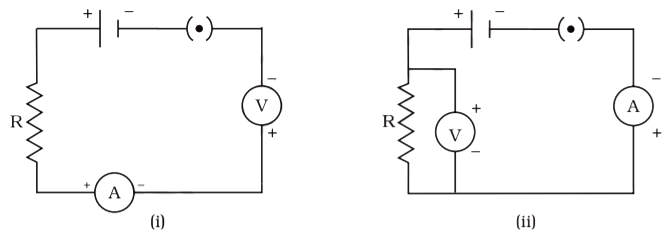 + − + −
− −
R V R + V − A
+ +
+ A −
(i) (ii)